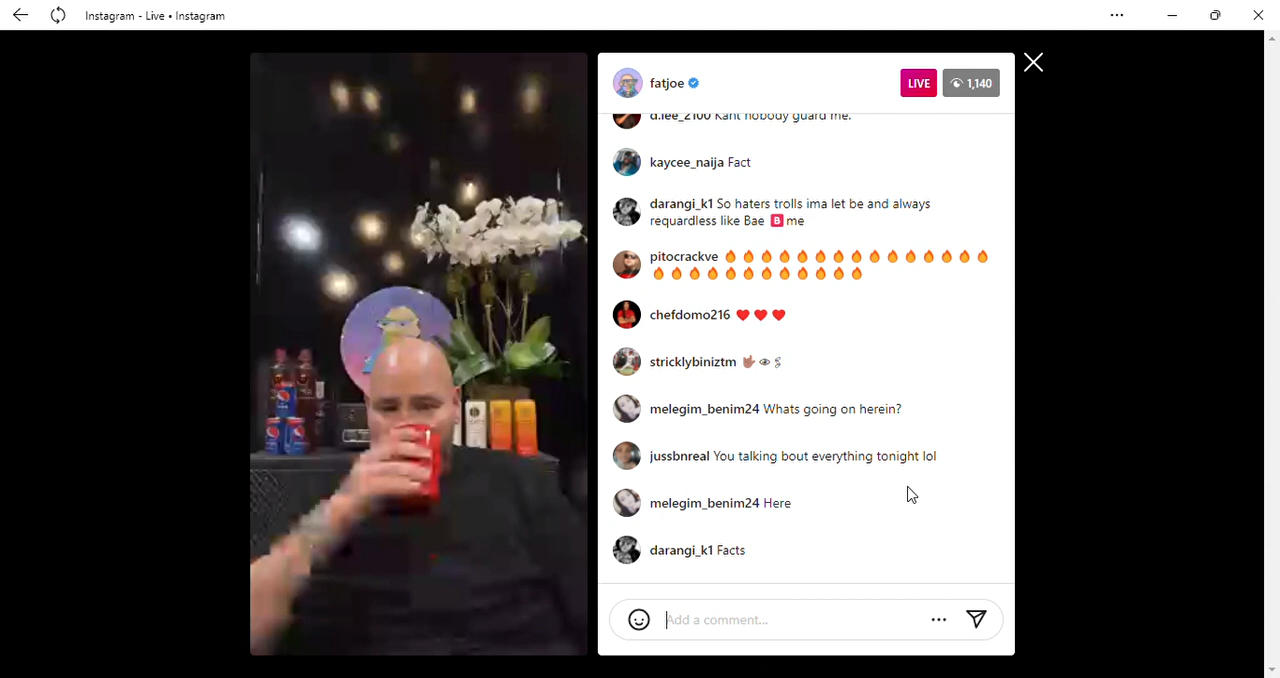 Instagram - Live • Instagram
fatjoe
LIVE
1,140
d.lee_2100 Kant nobody guard me.
kaycee_naija Fact
darangi_k1 So haters trolls ima let be and always
requardless like Bae 🅱️ me
pitocrackve 🔥🔥🔥🔥🔥🔥🔥🔥🔥🔥🔥🔥🔥🔥🔥
🔥🔥🔥🔥🔥🔥🔥🔥🔥🔥🔥🔥
chefdomo216 ❤️❤️❤️
stricklybiniztm
melegim_benim24 Whats going on herein?
jussbnreal You talking bout everything tonight lol
melegim_benim24 Here
darangi_k1 Facts
Add a comment...